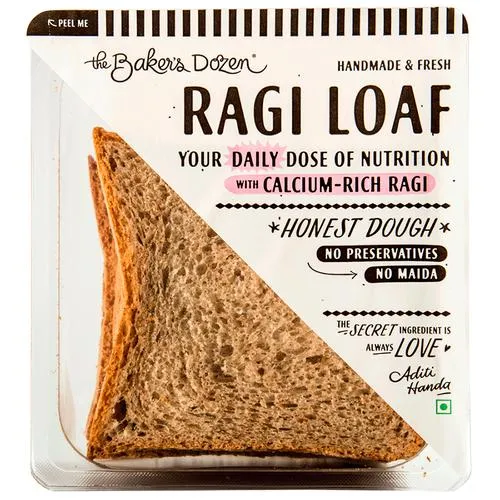 PEEL ME
the Baker's Dozen®
HANDMADE & FRESH
RAGI LOAF
YOUR DAILY DOSE OF NUTRITION
WITH CALCIUM-RICH RAGI
*HONEST DOUGH*
NO PRESERVATIVES
NO MAIDA
THE SECRET INGREDIENT IS
ALWAYS LOVE
Aditi
Handa